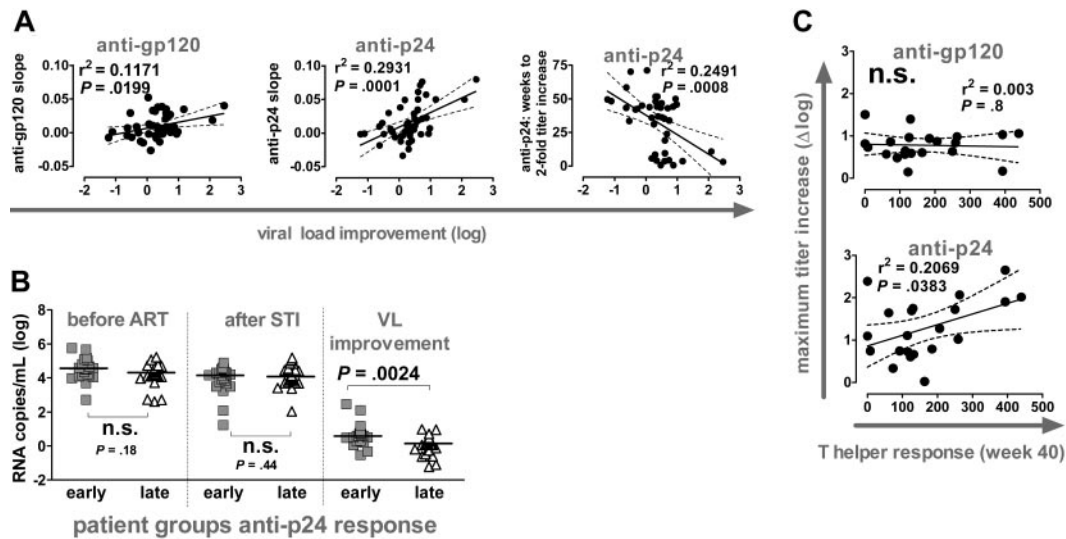 A
anti-gp120
r² = 0.1171
P = .0199
anti-gp120 slope
0.10
0.05
0.00
-0.05
-2 -1 0 1 2 3
anti-p24
r² = 0.2931
P = .0001
anti-p24 slope
0.10
0.05
0.00
-0.05
-2 -1 0 1 2 3
anti-p24
r² = 0.2491
P = .0008
anti-p24: weeks to
2-fold titer increase
75
50
25
0
-2 -1 0 1 2 3
viral load improvement (log)
B
before ART
after STI
VL
improvement
RNA copies/mL (log)
8
6
4
2
0
-2
n.s.
P = .18
n.s.
P = .44
P = .0024
early late early late early late
patient groups anti-p24 response
C
anti-gp120
n.s.
r² = 0.003
P = .8
3
2
1
0
0 100 200 300 400 500
maximum titer increase (Δlog)
anti-p24
r² = 0.2069
P = .0383
3
2
1
0
0 100 200 300 400 500
T helper response (week 40)